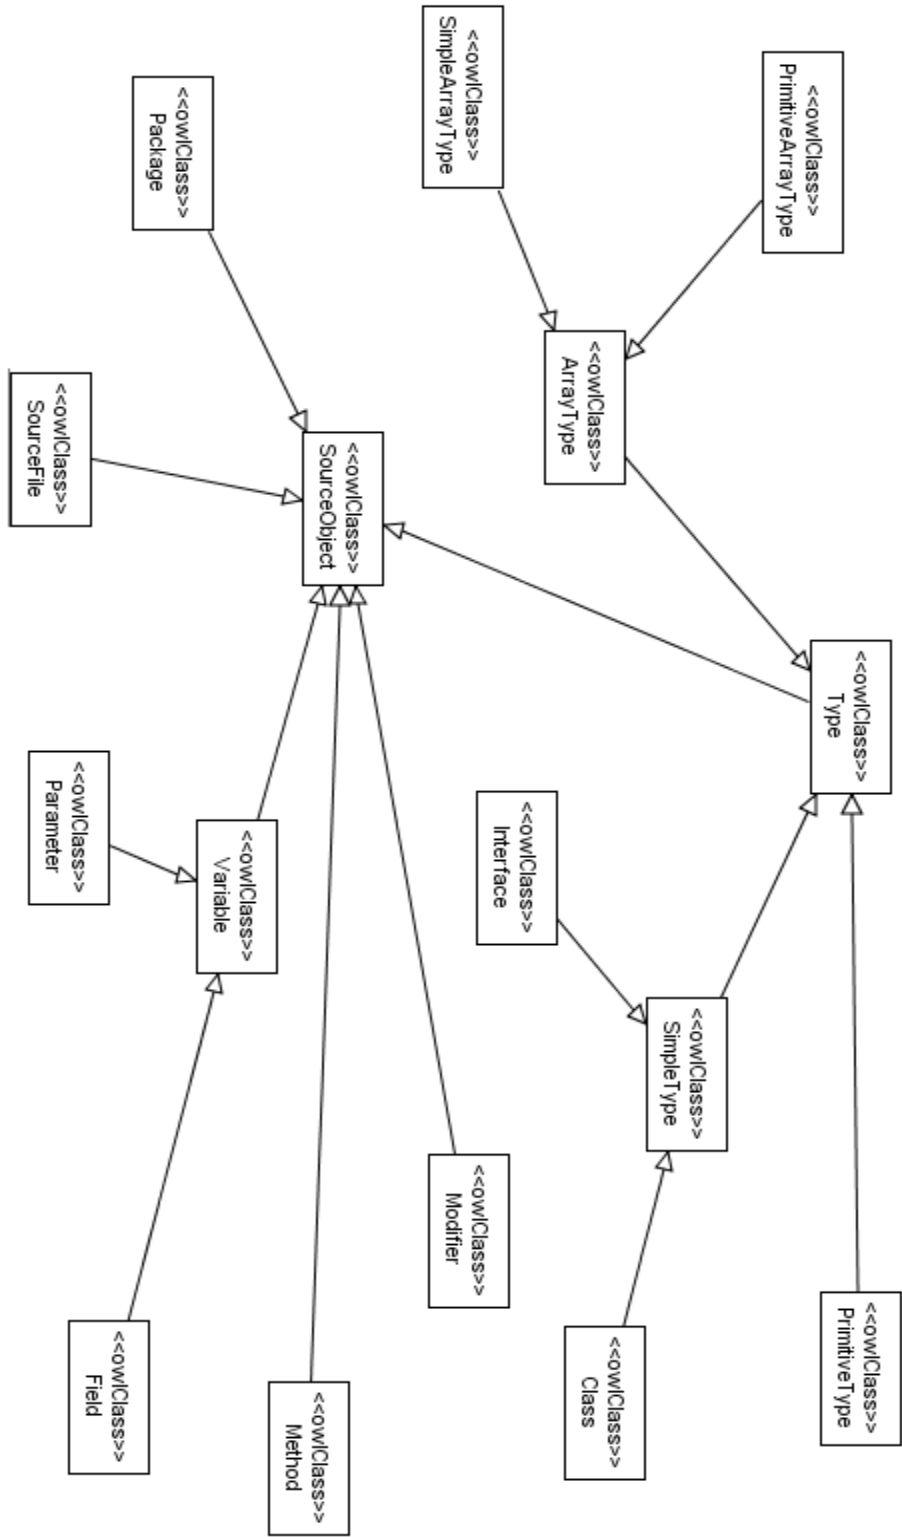 <<owlClass>>
PrimitiveArrayType
<<owlClass>>
Type
<<owlClass>>
PrimitiveType
<<owlClass>>
ArrayType
<<owlClass>>
SimpleType
<<owlClass>>
Class
<<owlClass>>
SimpleArrayType
<<owlClass>>
Interface
<<owlClass>>
Modifier
<<owlClass>>
SourceObject
<<owlClass>>
Method
<<owlClass>>
Package
<<owlClass>>
Variable
<<owlClass>>
SourceFile
<<owlClass>>
Parameter
<<owlClass>>
Field